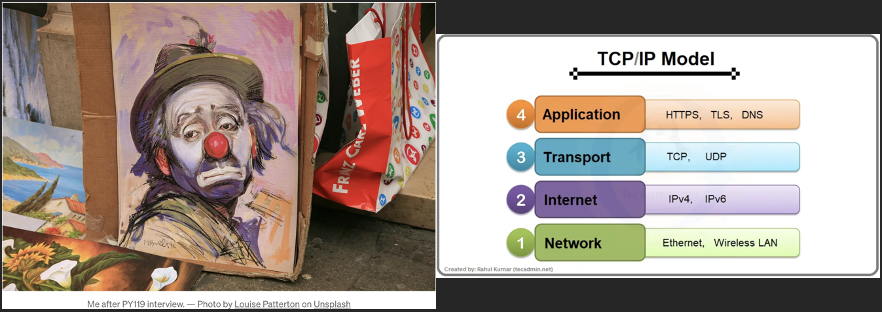 FRNZ CARL WEBER
Me after PY119 interview. — Photo by Louise Patterton on Unsplash
TCP/IP Model
4 Application HTTPS, TLS, DNS
3 Transport TCP, UDP
2 Internet IPv4, IPv6
1 Network Ethernet, Wireless LAN
Created by: Rahul Kumar (tecadmin.net)